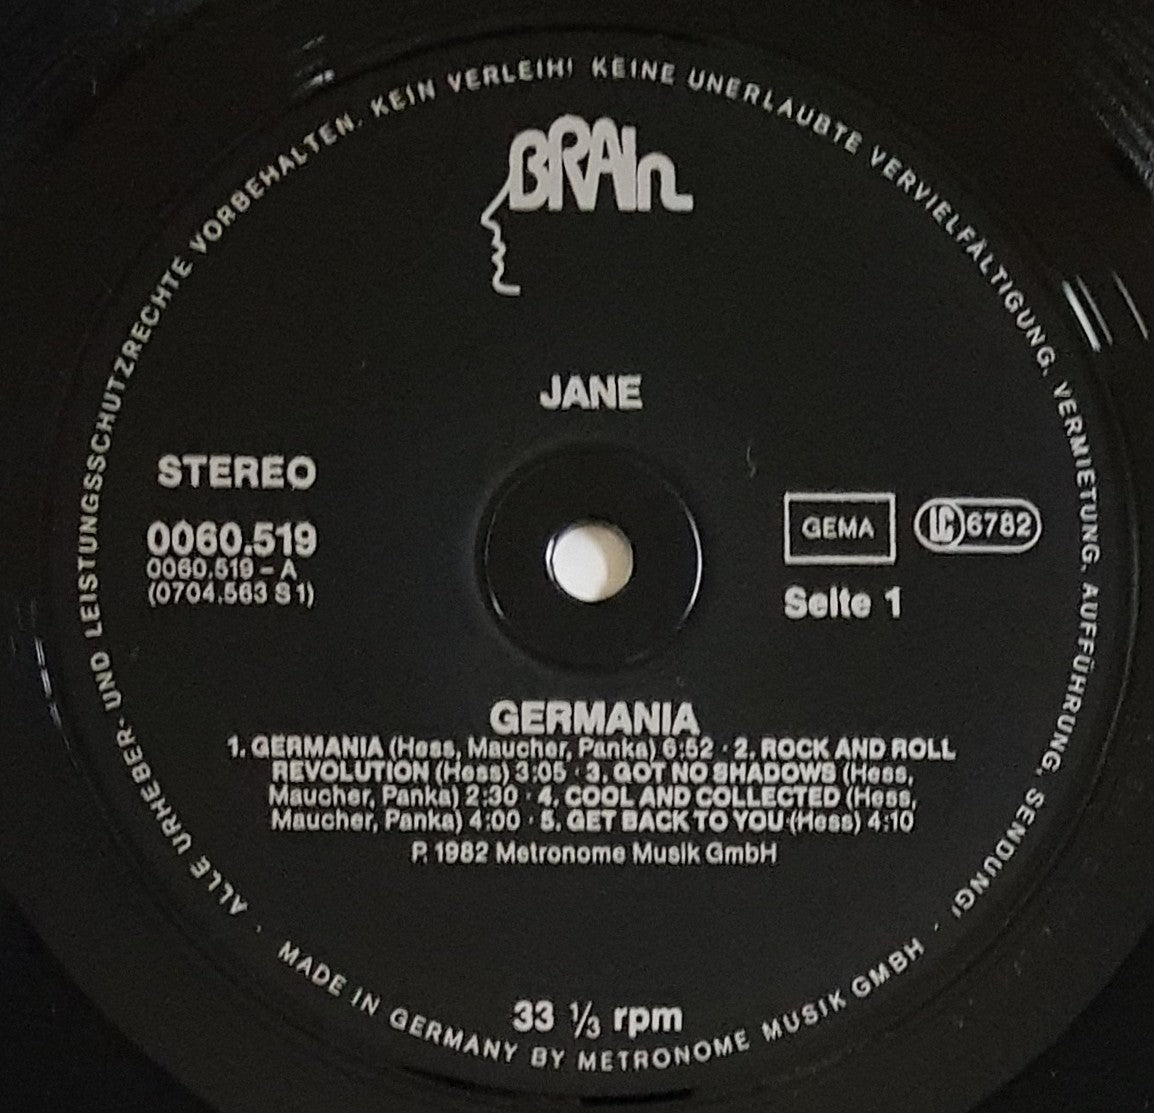 ALLE URHEBER- UND LEISTUNGSSCHUTZRECHTE VORBEHALTEN. KEIN VERLEIH! KEINE UNERLAUBTE VERVIELFÄLTIGUNG, VERMIETUNG, AUFFÜHRUNG, SENDUNG!
BRAIn
JANE
STEREO
0060.519
0060.519 - A
(0704.563 S 1)
GEMA
LC 6782
Seite 1
GERMANIA
1. GERMANIA (Hess, Maucher, Panka) 6:52 · 2. ROCK AND ROLL
REVOLUTION (Hess) 3:05 · 3. GOT NO SHADOWS (Hess,
Maucher, Panka) 2:30 · 4. COOL AND COLLECTED (Hess,
Maucher, Panka) 4:00 · 5. GET BACK TO YOU (Hess) 4:10
P. 1982 Metronome Musik GmbH
33 ⅓ rpm
· MADE IN GERMANY BY METRONOME MUSIK GMBH ·